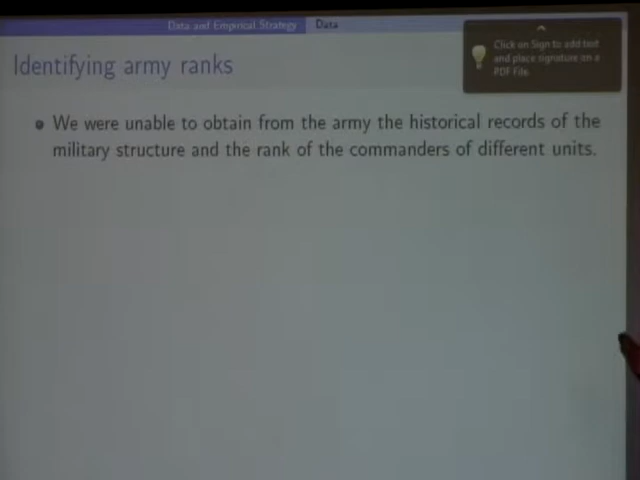 Data and Empirical Strategy Data
Identifying army ranks
Click on Sign to add text
and place signature on a
PDF File.
We were unable to obtain from the army the historical records of the
military structure and the rank of the commanders of different units.